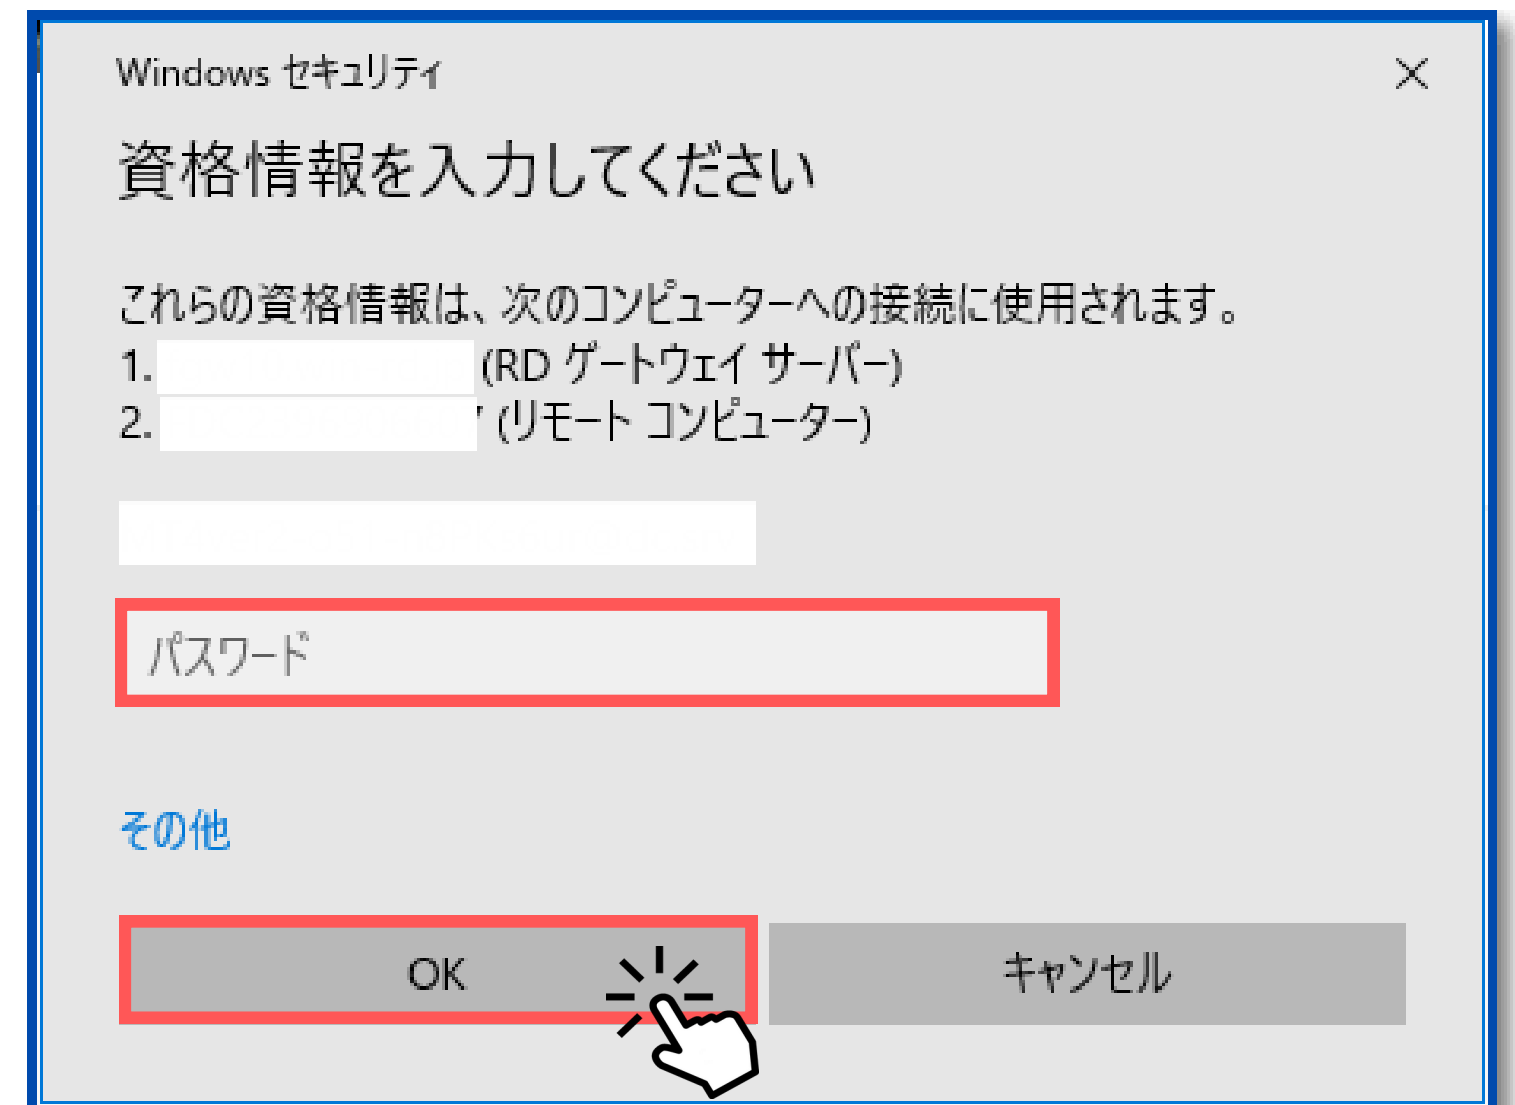 Windows セキュリティ
資格情報を入力してください
これらの資格情報は、次のコンピューターへの接続に使用されます。
1. (RD ゲートウェイ サーバー)
2. (リモート コンピューター)
パスワード
その他
OK
キャンセル